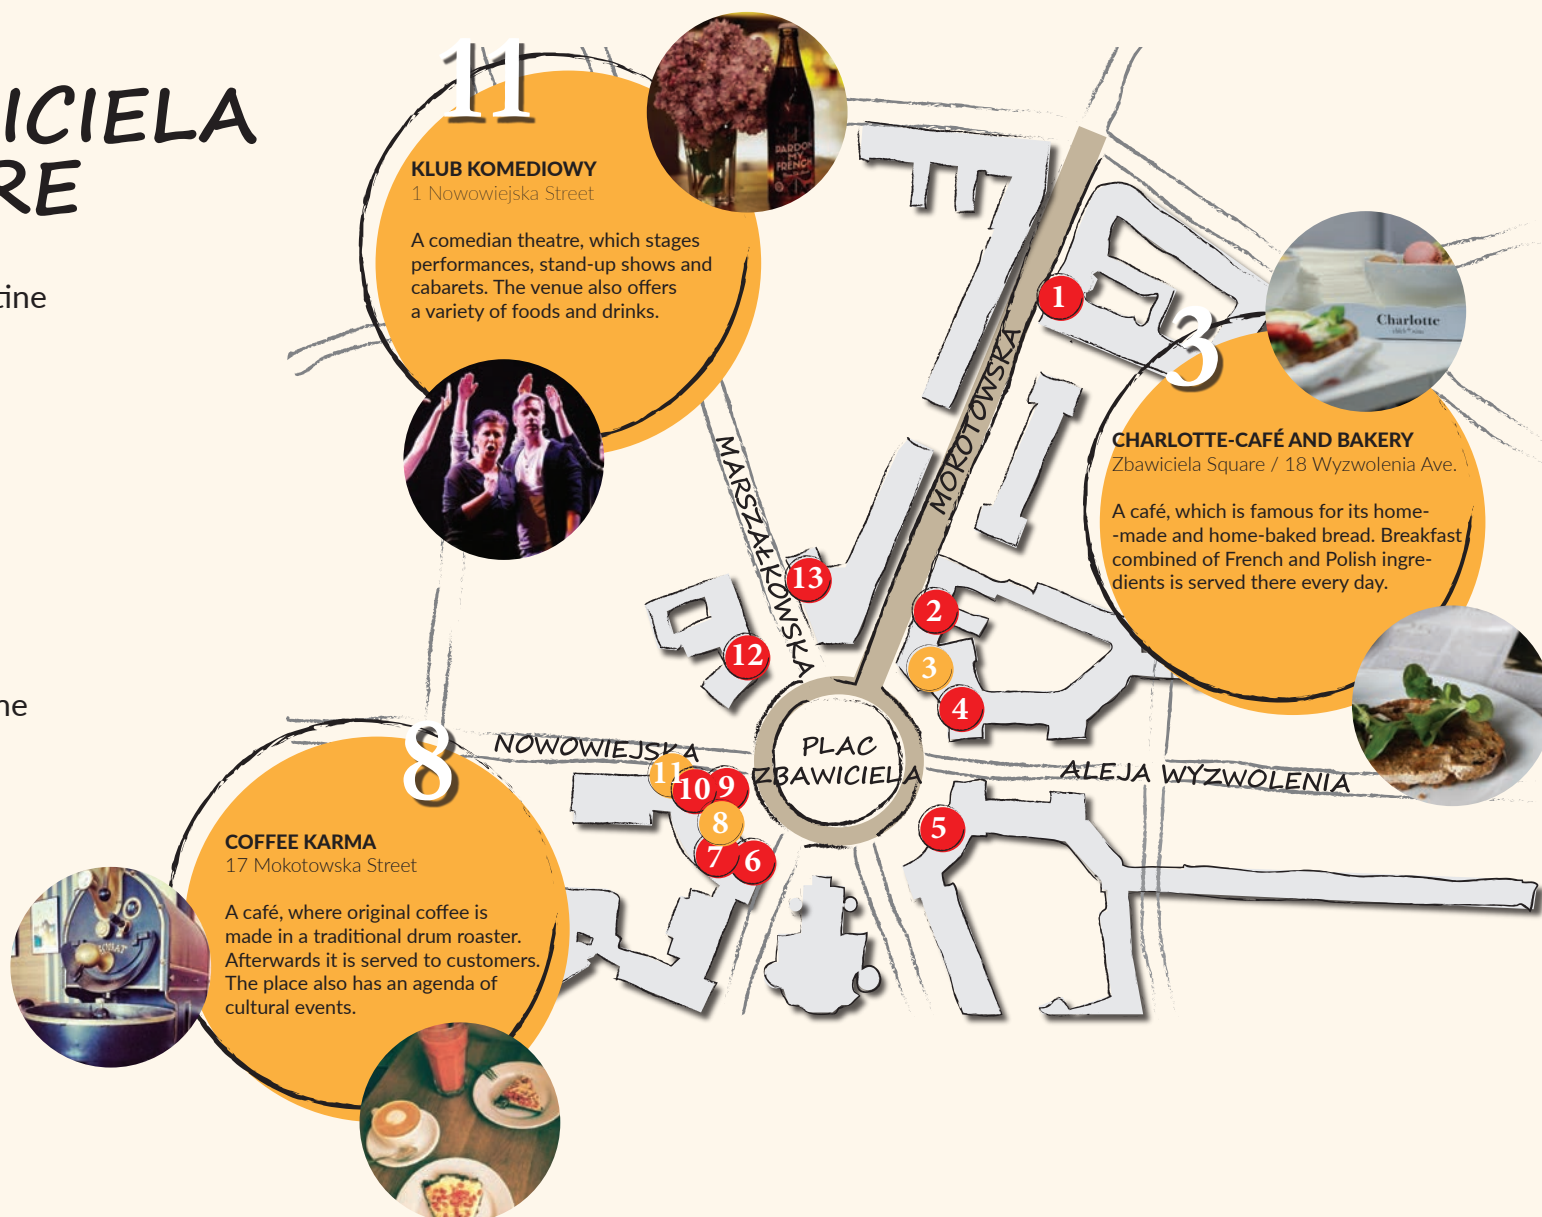 ICIELA
RE
tine
ne
11
KLUB KOMEDIOWY
1 Nowowiejska Street
A comedian theatre, which stages
performances, stand-up shows and
cabarets. The venue also offers
a variety of foods and drinks.
PARDON
MY
FRENCH
3
Charlotte
CHARLOTTE-CAFÉ AND BAKERY
Zbawiciela Square / 18 Wyzwolenia Ave.
A café, which is famous for its home-
-made and home-baked bread. Breakfast
combined of French and Polish ingre-
dients is served there every day.
8
COFFEE KARMA
17 Mokotowska Street
A café, where original coffee is
made in a traditional drum roaster.
Afterwards it is served to customers.
The place also has an agenda of
cultural events.
MOKOTOWSKA
MARSZAŁKOWSKA
NOWOWIEJSKA
PLAC
ZBAWICIELA
ALEJA WYZWOLENIA
1
2
3
4
5
6
7
8
9
10
11
12
13